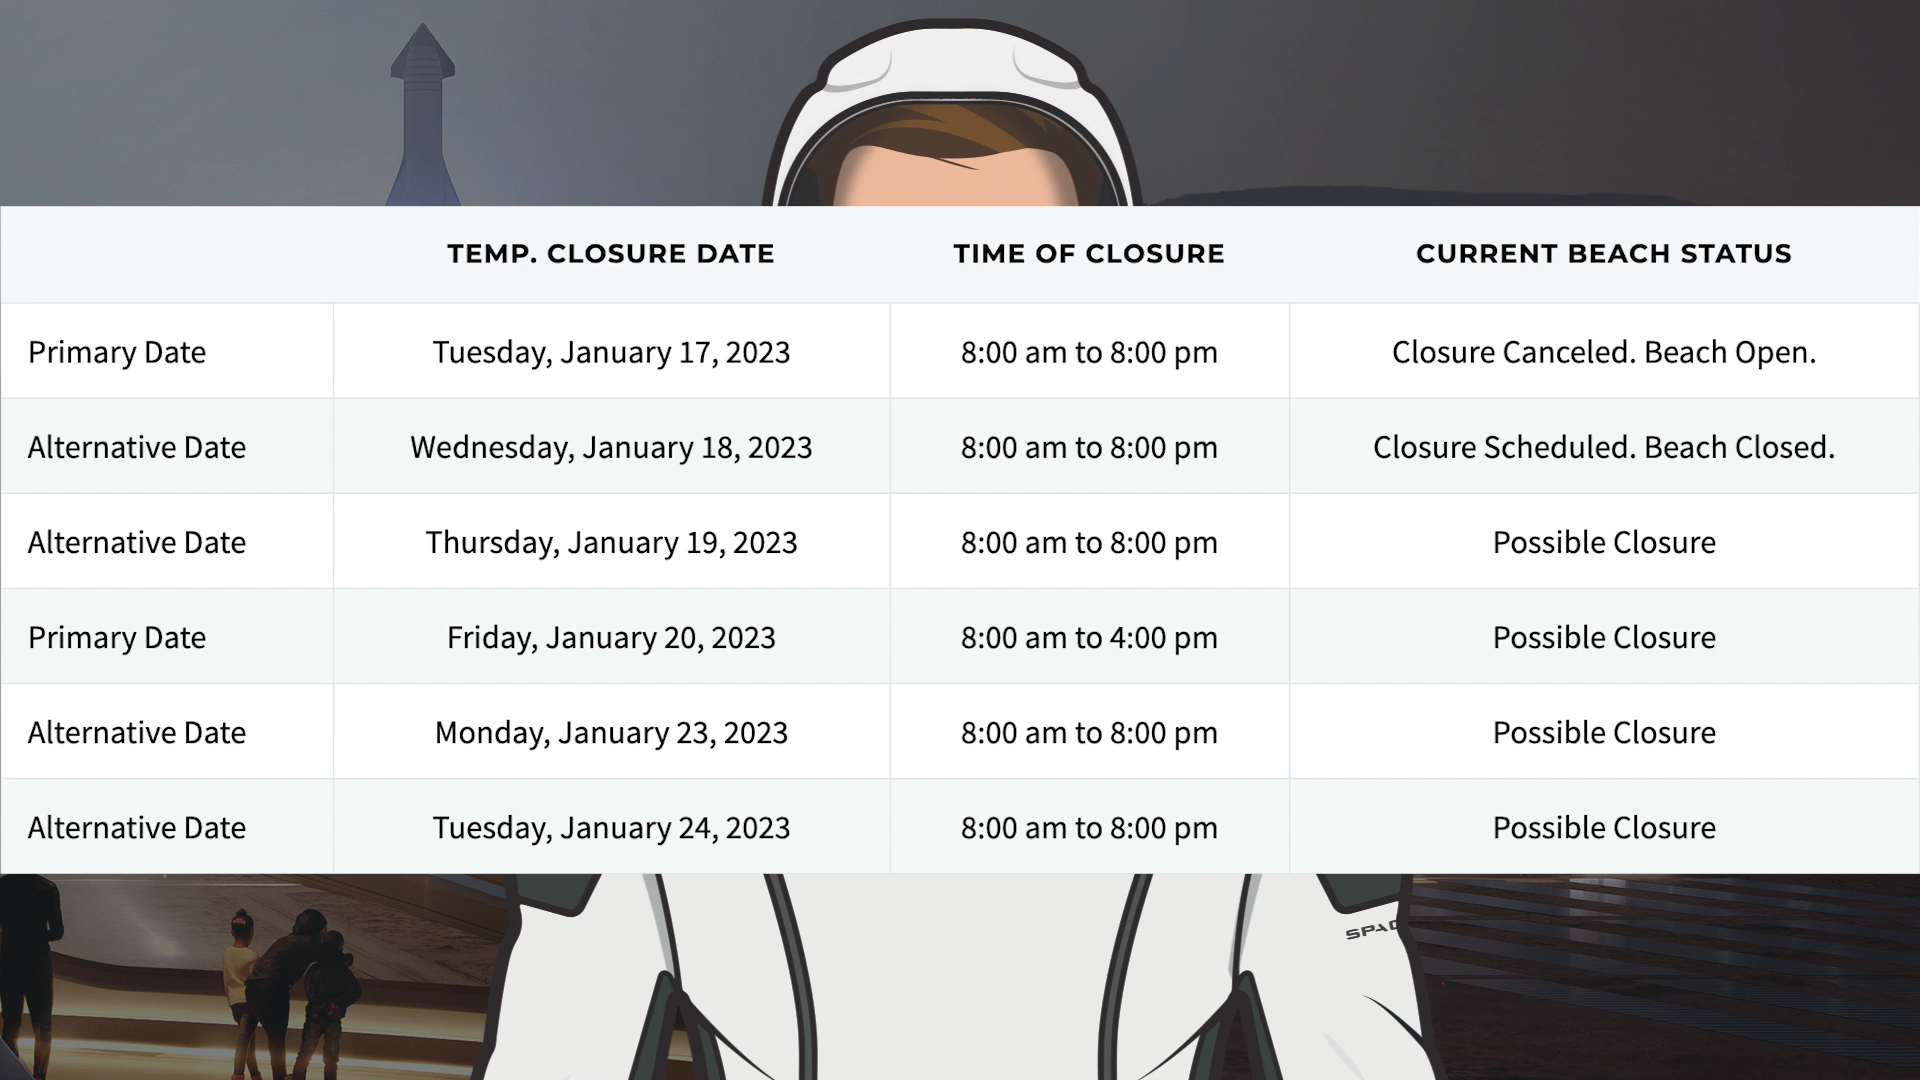 TEMP. CLOSURE DATE TIME OF CLOSURE CURRENT BEACH STATUS
Primary Date Tuesday, January 17, 2023 8:00 am to 8:00 pm Closure Canceled. Beach Open.
Alternative Date Wednesday, January 18, 2023 8:00 am to 8:00 pm Closure Scheduled. Beach Closed.
Alternative Date Thursday, January 19, 2023 8:00 am to 8:00 pm Possible Closure
Primary Date Friday, January 20, 2023 8:00 am to 4:00 pm Possible Closure
Alternative Date Monday, January 23, 2023 8:00 am to 8:00 pm Possible Closure
Alternative Date Tuesday, January 24, 2023 8:00 am to 8:00 pm Possible Closure
SPAC